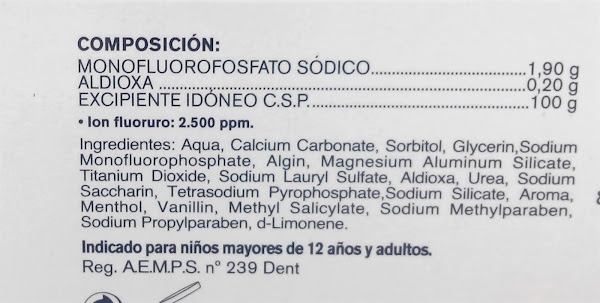 COMPOSICIÓN:
MONOFLUOROFOSFATO SÓDICO..............................1,90 g
ALDIOXA ..............................................................0,20 g
EXCIPIENTE IDÓNEO C.S.P.....................................100 g
• Ion fluoruro: 2.500 ppm.
Ingredientes: Aqua, Calcium Carbonate, Sorbitol, Glycerin,Sodium
Monofluorophosphate, Algin, Magnesium Aluminum Silicate,
Titanium Dioxide, Sodium Lauryl Sulfate, Aldioxa, Urea, Sodium
Saccharin, Tetrasodium Pyrophosphate,Sodium Silicate, Aroma,
Menthol, Vanillin, Methyl Salicylate, Sodium Methylparaben,
Sodium Propylparaben, d-Limonene.
Indicado para niños mayores de 12 años y adultos.
Reg. A.E.M.P.S. nº 239 Dent